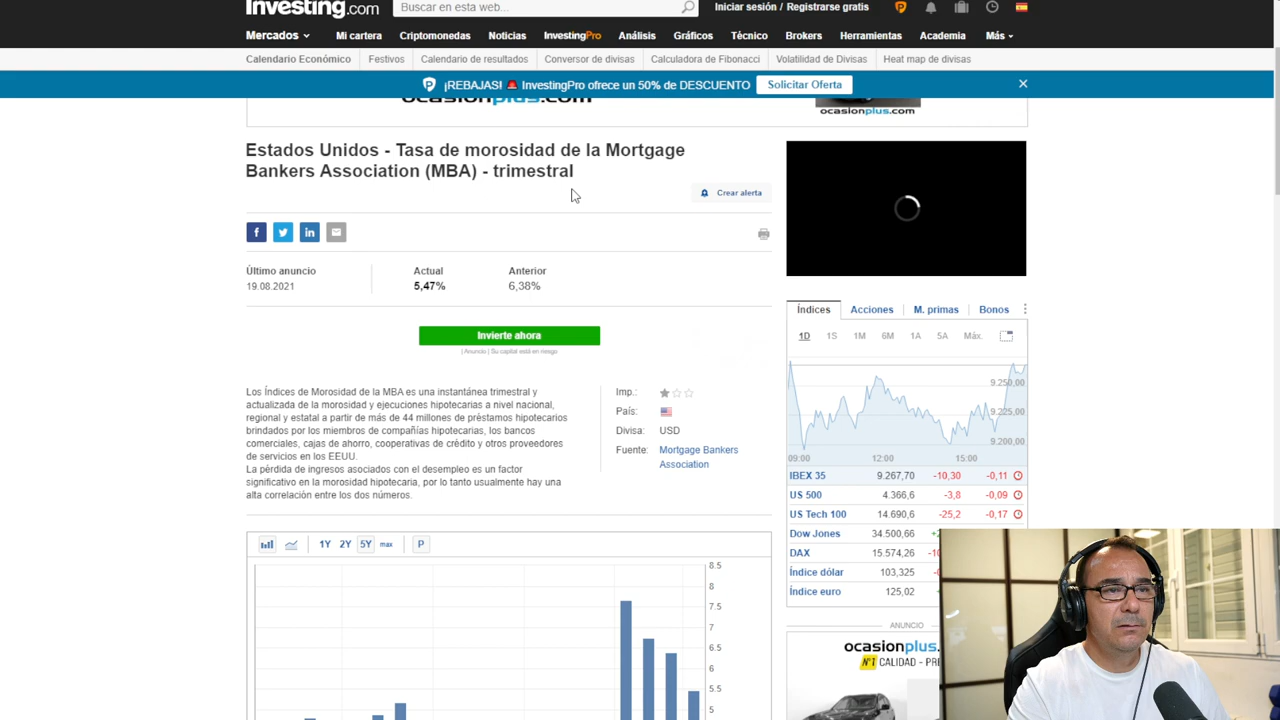 Investing.com
Buscar en esta web...
Iniciar sesión / Registrarse gratis
Mercados
Mi cartera
Criptomonedas
Noticias
InvestingPro
Análisis
Gráficos
Técnico
Brokers
Herramientas
Academia
Más
Calendario Económico
Festivos
Calendario de resultados
Conversor de divisas
Calculadora de Fibonacci
Volatilidad de Divisas
Heat map de divisas
¡REBAJAS! 🚨 InvestingPro ofrece un 50% de DESCUENTO
Solicitar Oferta
ocasionplus.com
ocasionplus.com
Estados Unidos - Tasa de morosidad de la Mortgage
Bankers Association (MBA) - trimestral
Crear alerta
Último anuncio
19.08.2021
Actual
5,47%
Anterior
6,38%
Invierte ahora
| Anuncio | Su capital está en riesgo
Los Índices de Morosidad de la MBA es una instantánea trimestral y
actualizada de la morosidad y ejecuciones hipotecarias a nivel nacional,
regional y estatal a partir de más de 44 millones de préstamos hipotecarios
brindados por los miembros de compañías hipotecarias, los bancos
comerciales, cajas de ahorro, cooperativas de crédito y otros proveedores
de servicios en los EEUU.
La pérdida de ingresos asociados con el desempleo es un factor
significativo en la morosidad hipotecaria, por lo tanto usualmente hay una
alta correlación entre los dos números.
Imp.:
País:
Divisa: USD
Fuente: Mortgage Bankers
Association
1Y 2Y 5Y max P
8.5
8
7.5
7
6.5
6
5.5
5
Índices
Acciones
M. primas
Bonos
1D 1S 1M 6M 1A 5A Máx.
9.250,00
9.225,00
9.200,00
09:00 12:00 15:00
IBEX 35 9.267,70 -10,30 -0,11
US 500 4.366,6 -3,8 -0,09
US Tech 100 14.690,6 -25,2 -0,17
Dow Jones 34.500,66
DAX 15.574,26
Índice dólar 103,325
Índice euro 125,02
ANUNCIO
ocasionplus.
Nº1 CALIDAD - PRE